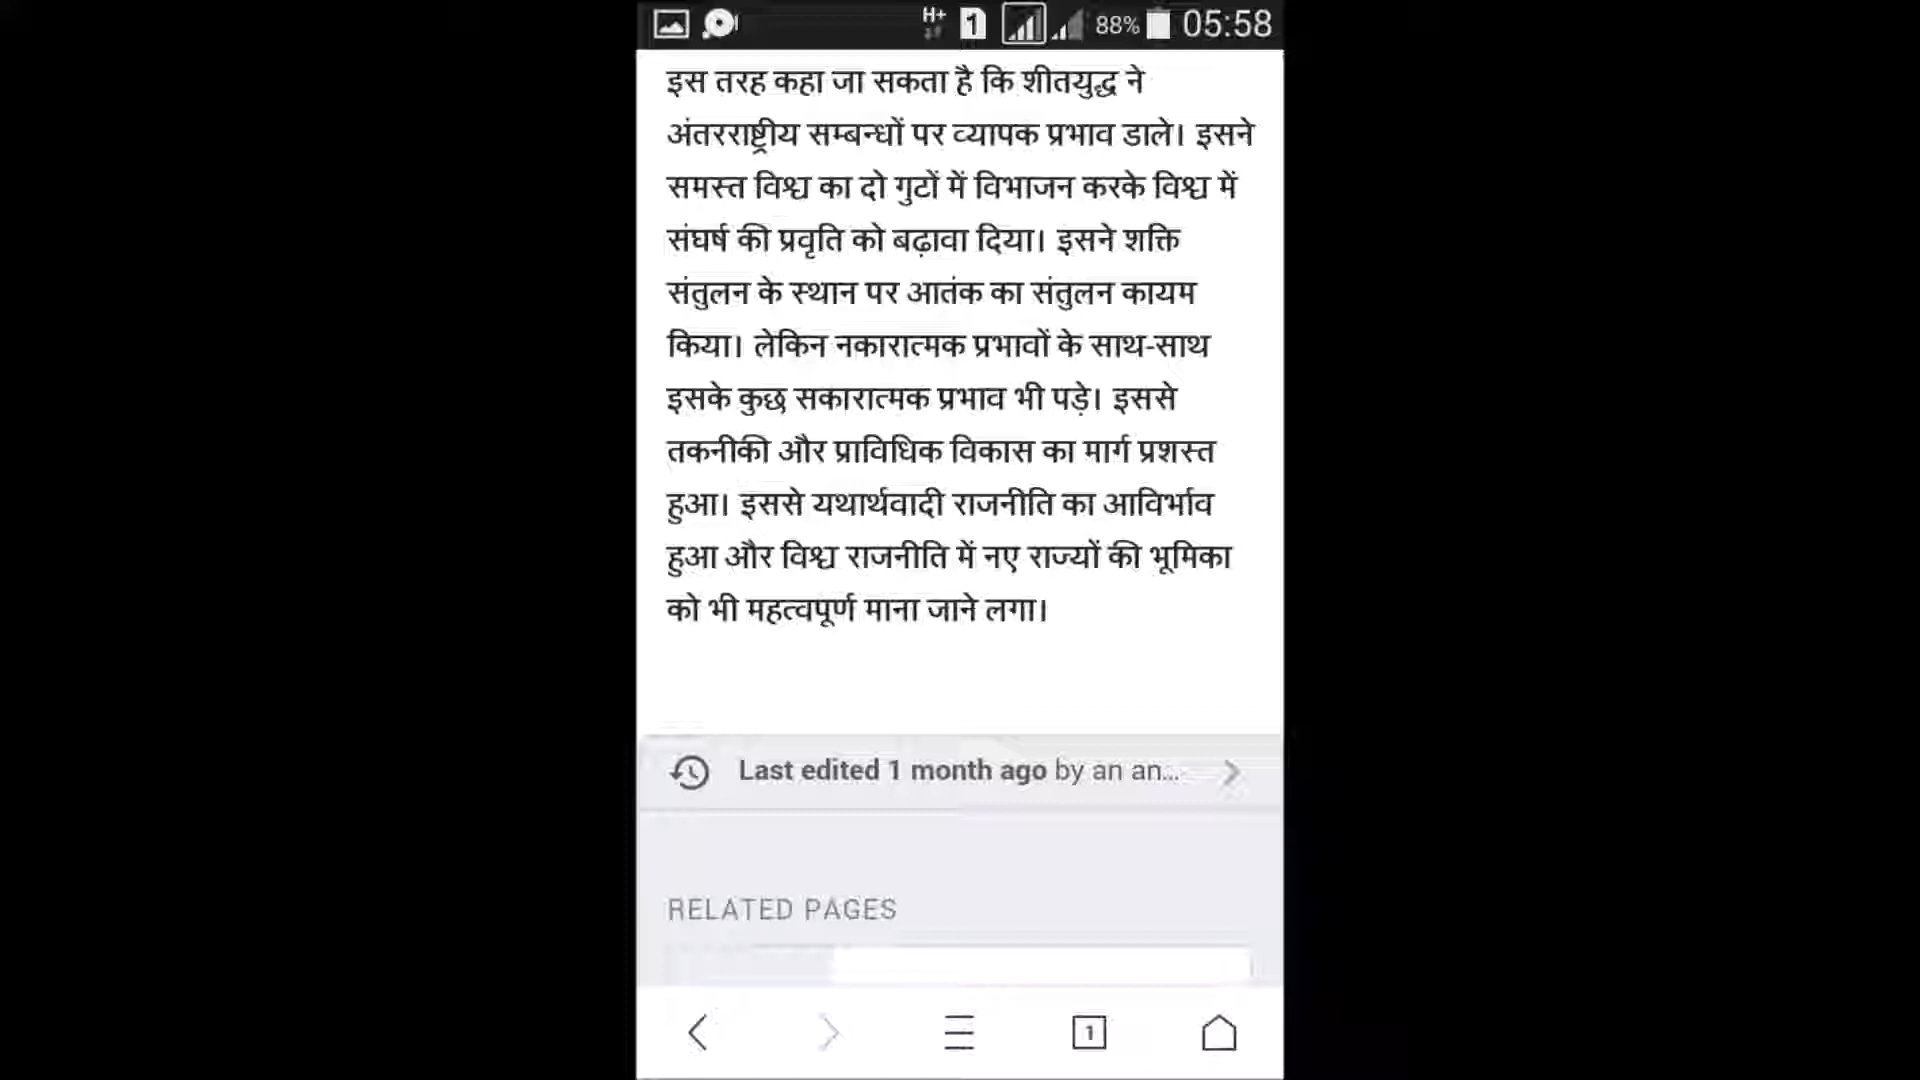 H+ 1 88% 05:58
इस तरह कहा जा सकता है कि शीतयुद्ध ने
अंतरराष्ट्रीय सम्बन्धों पर व्यापक प्रभाव डाले। इसने
समस्त विश्व का दो गुटों में विभाजन करके विश्व में
संघर्ष की प्रवृति को बढ़ावा दिया। इसने शक्ति
संतुलन के स्थान पर आतंक का संतुलन कायम
किया। लेकिन नकारात्मक प्रभावों के साथ-साथ
इसके कुछ सकारात्मक प्रभाव भी पड़े। इससे
तकनीकी और प्राविधिक विकास का मार्ग प्रशस्त
हुआ। इससे यथार्थवादी राजनीति का आविर्भाव
हुआ और विश्व राजनीति में नए राज्यों की भूमिका
को भी महत्वपूर्ण माना जाने लगा।
Last edited 1 month ago by an an...
RELATED PAGES
1